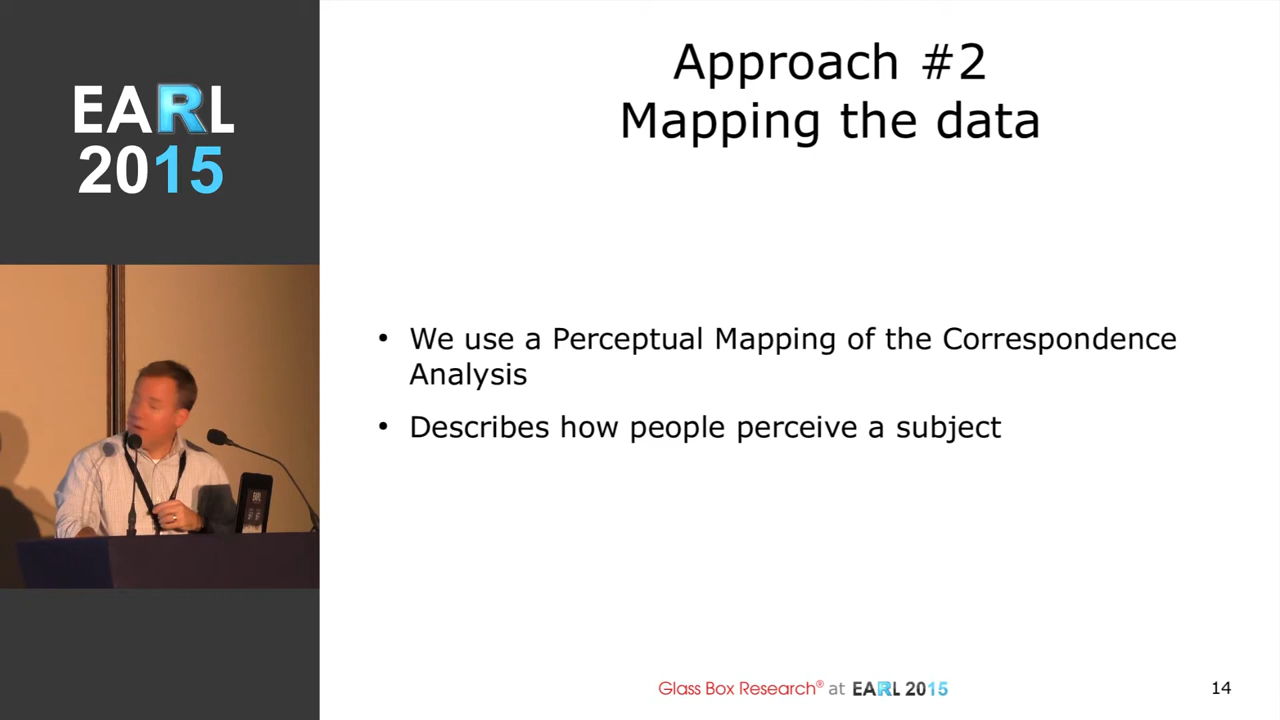 EARL
2015
Approach #2
Mapping the data
• We use a Perceptual Mapping of the Correspondence
Analysis
• Describes how people perceive a subject
Glass Box Research® at EARL 2015
14